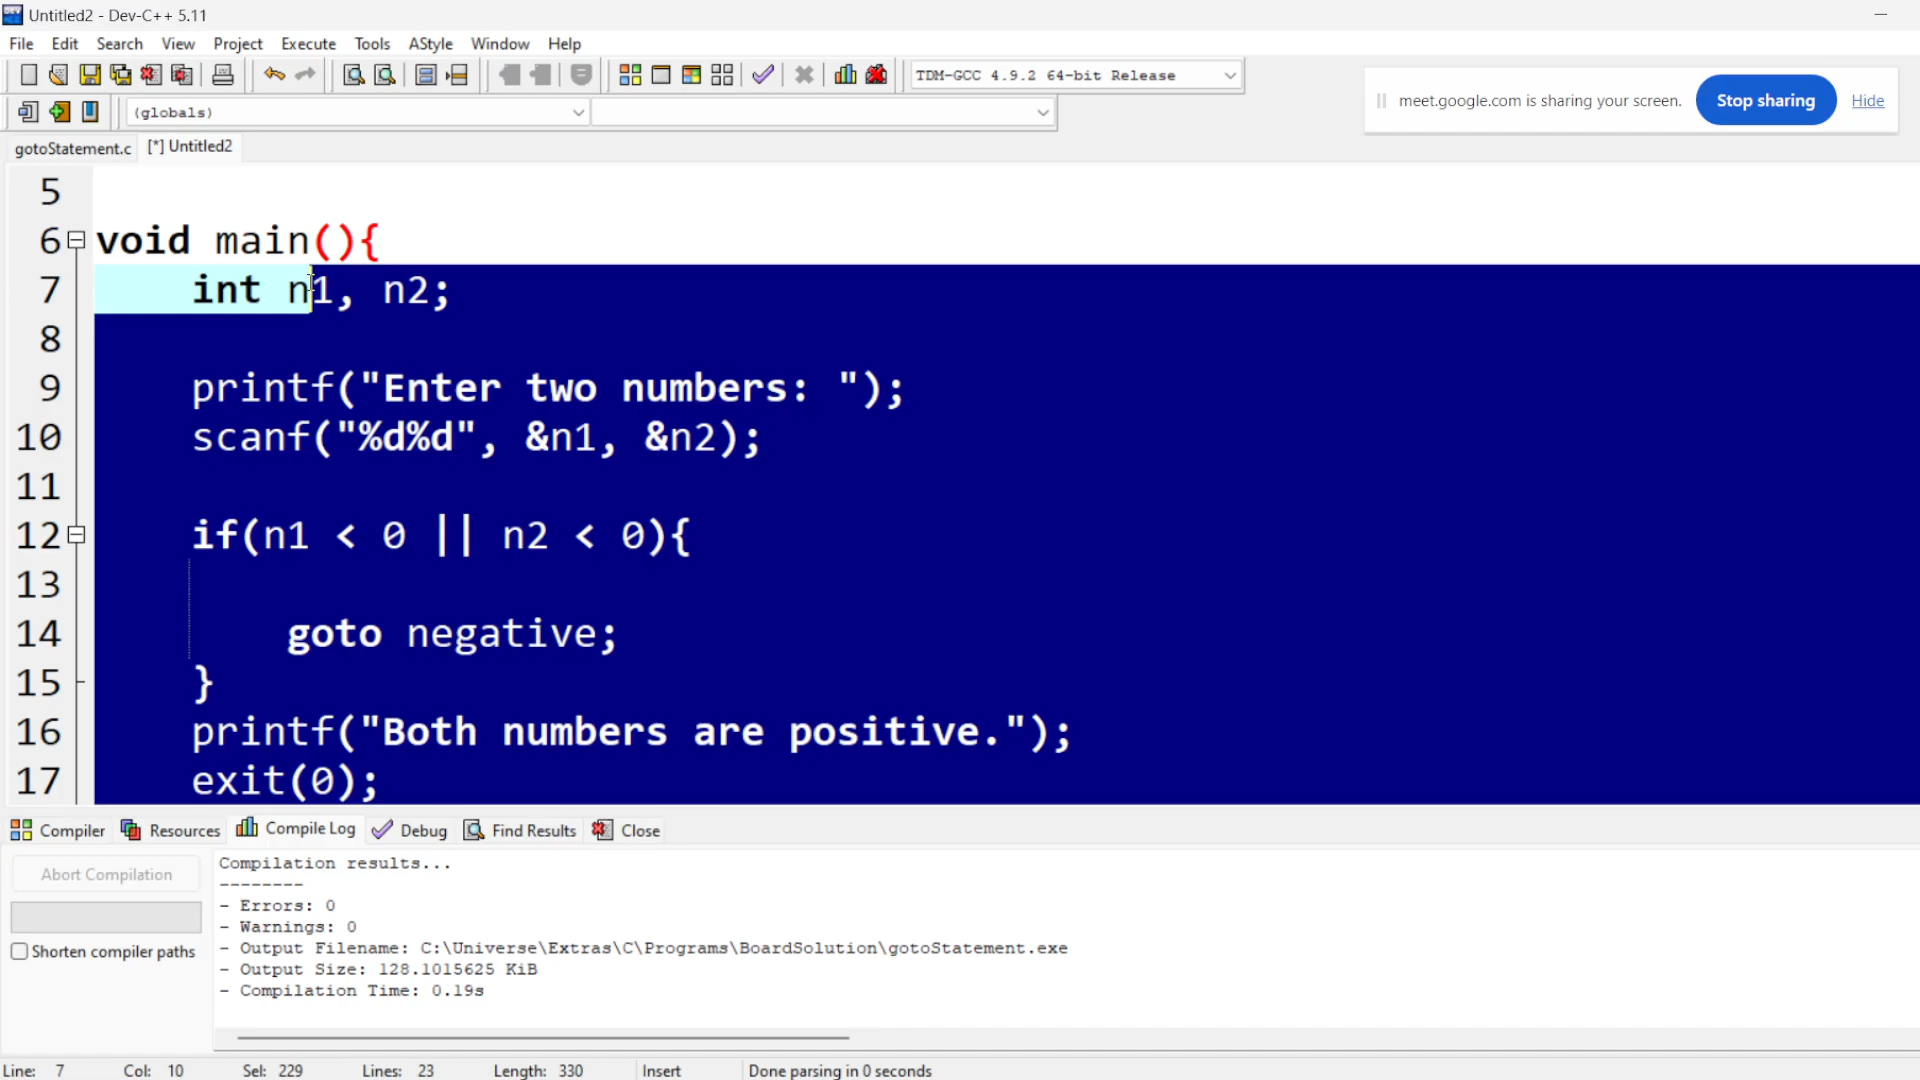 Untitled2 - Dev-C++ 5.11
File Edit Search View Project Execute Tools AStyle Window Help
TDM-GCC 4.9.2 64-bit Release
meet.google.com is sharing your screen. Stop sharing Hide
(globals)
gotoStatement.c [*] Untitled2
5
6 void main(){
7 int n1, n2;
8
9 printf("Enter two numbers: ");
10 scanf("%d%d", &n1, &n2);
11
12 if(n1 < 0 || n2 < 0){
13
14 goto negative;
15 }
16 printf("Both numbers are positive.");
17 exit(0);
Compiler Resources Compile Log Debug Find Results Close
Abort Compilation
Shorten compiler paths
Compilation results...
--------
- Errors: 0
- Warnings: 0
- Output Filename: C:\Universe\Extras\C\Programs\BoardSolution\gotoStatement.exe
- Output Size: 128.1015625 KiB
- Compilation Time: 0.19s
Line: 7 Col: 10 Sel: 229 Lines: 23 Length: 330 Insert Done parsing in 0 seconds